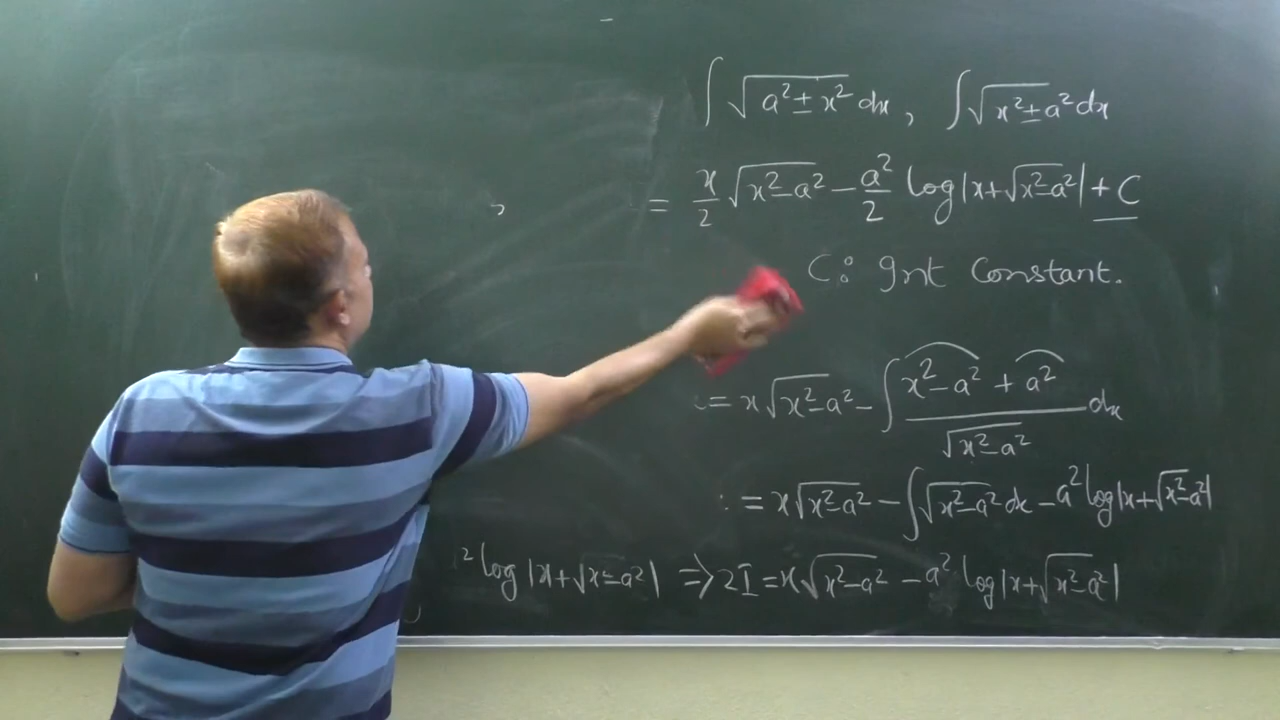 ∫√(a²±x²) dx, ∫√(x²±a²) dx
= x/2 √(x²-a²) - a²/2 log|x+√(x²-a²)| + C
C: Int Constant.
= x√(x²-a²) - ∫ (x²-a² + a²)/√(x²-a²) dx
= x√(x²-a²) - ∫√(x²-a²) dx - a² log|x+√(x²-a²)|
² log|x+√(x²-a²)| ⇒ 2I = x√(x²-a²) - a² log|x+√(x²-a²)|